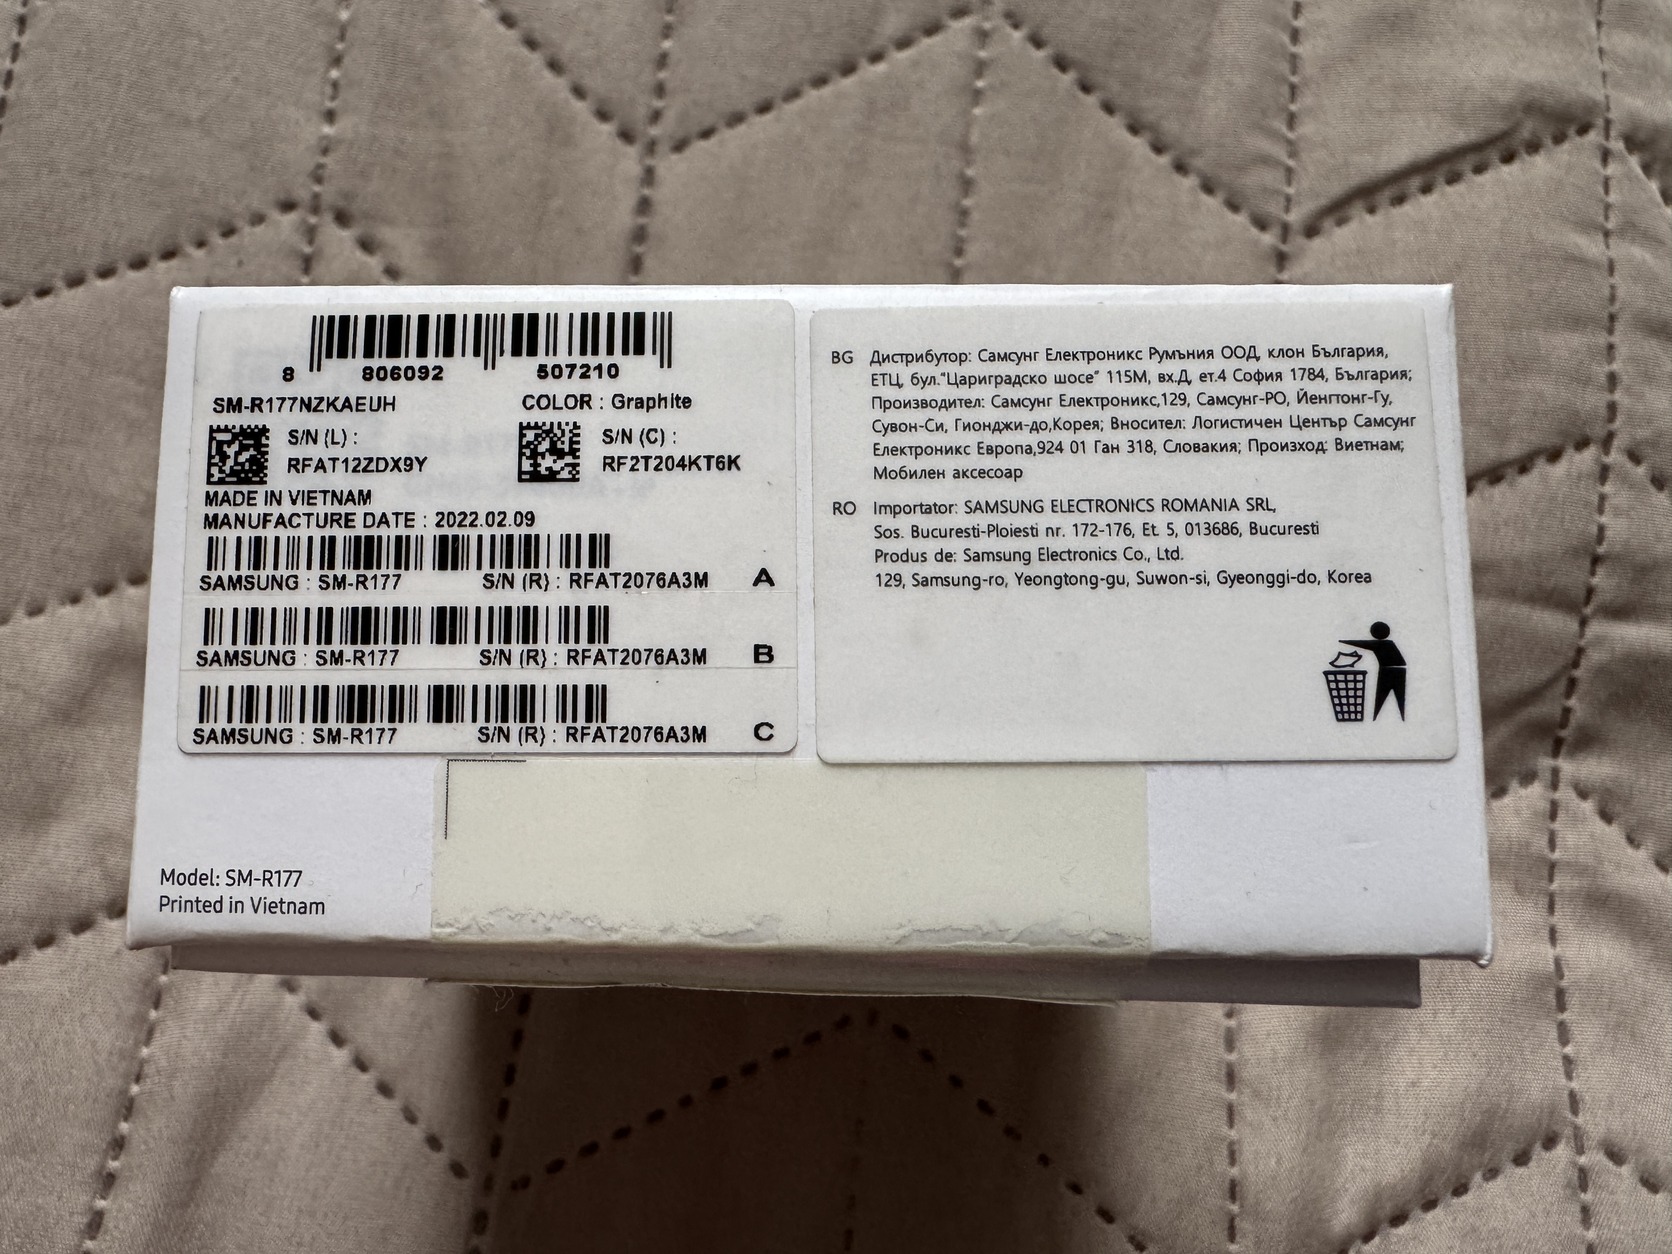 8 806092 507210
SM-R177NZKAEUH COLOR : Graphite
S/N (L) : S/N (C) :
RFAT12ZDX9Y RF2T204KT6K
MADE IN VIETNAM
MANUFACTURE DATE : 2022.02.09
SAMSUNG : SM-R177 S/N (R) : RFAT2076A3M A
SAMSUNG : SM-R177 S/N (R) : RFAT2076A3M B
SAMSUNG : SM-R177 S/N (R) : RFAT2076A3M C
Model: SM-R177
Printed in Vietnam
BG Дистрибутор: Самсунг Електроникс Румъния ООД, клон България,
ЕТЦ, бул."Цариградско шосе" 115М, вх.Д, ет.4 София 1784, България;
Производител: Самсунг Електроникс,129, Самсунг-РО, Йенгтонг-Гу,
Сувон-Си, Гионджи-до,Корея; Вносител: Логистичен Център Самсунг
Електроникс Европа,924 01 Ган 318, Словакия; Произход: Виетнам;
Мобилен аксесоар
RO Importator: SAMSUNG ELECTRONICS ROMANIA SRL,
Sos. Bucuresti-Ploiesti nr. 172-176, Et. 5, 013686, Bucuresti
Produs de: Samsung Electronics Co., Ltd.
129, Samsung-ro, Yeongtong-gu, Suwon-si, Gyeonggi-do, Korea